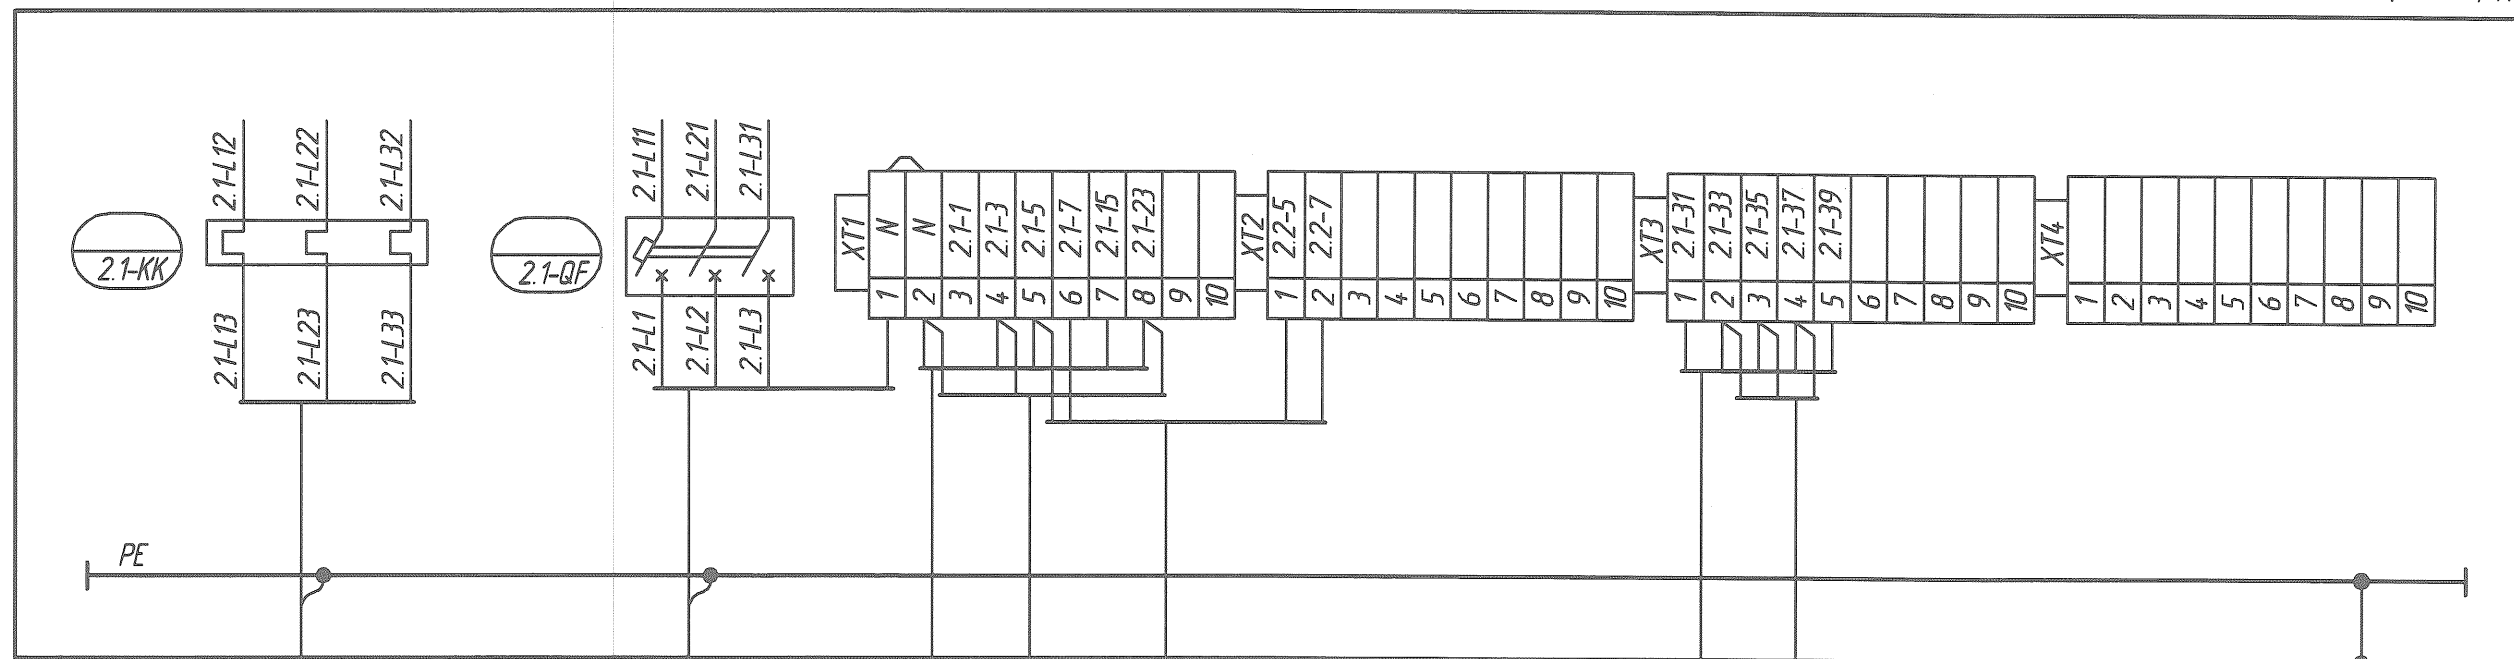 2.1-L12
2.1-L22
2.1-L32
2.1-KK
2.1-L13
2.1-L23
2.1-L33
2.1-L11
2.1-L21
2.1-L31
2.1-QF
2.1-L1
2.1-L2
2.1-L3
XT1
N
N
2.1-1
2.1-3
2.1-5
2.1-7
2.1-15
2.1-23
1
2
3
4
5
6
7
8
9
10
XT2
2.2-5
2.2-7
1
2
3
4
5
6
7
8
9
10
XT3
2.1-31
2.1-33
2.1-35
2.1-37
2.1-39
1
2
3
4
5
6
7
8
9
10
XT4
1
2
3
4
5
6
7
8
9
10
PE